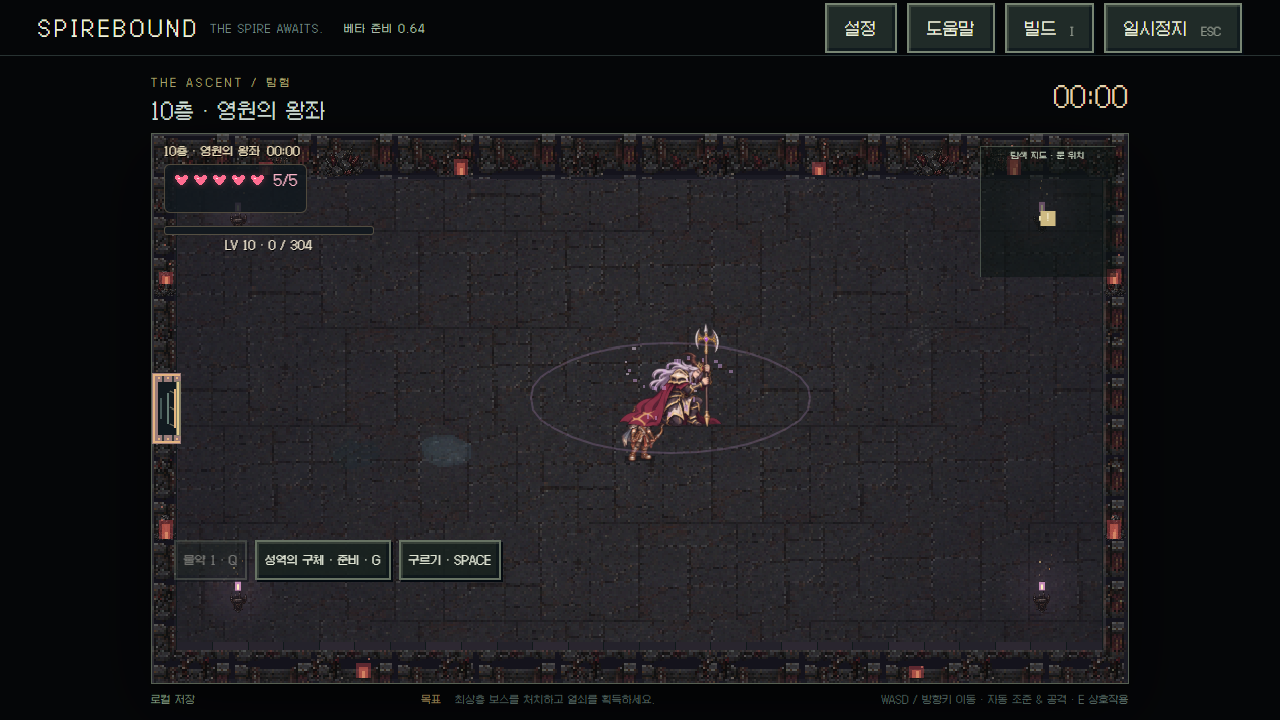 SPIREBOUND THE SPIRE AWAITS. 베타 준비 0.64
설정 도움말 빌드 I 일시정지 ESC
THE ASCENT / 탐험
10층 · 영원의 왕좌
00:00
10층 · 영원의 왕좌 00:00
5/5
LV 10 · 0 / 304
탐색 지도 · 문 위치
물약 1 · Q
성역의 구체 · 준비 · G
구르기 · SPACE
로컬 저장
목표 최상층 보스를 처치하고 열쇠를 획득하세요.
WASD / 방향키 이동 · 자동 조준 & 공격 · E 상호작용